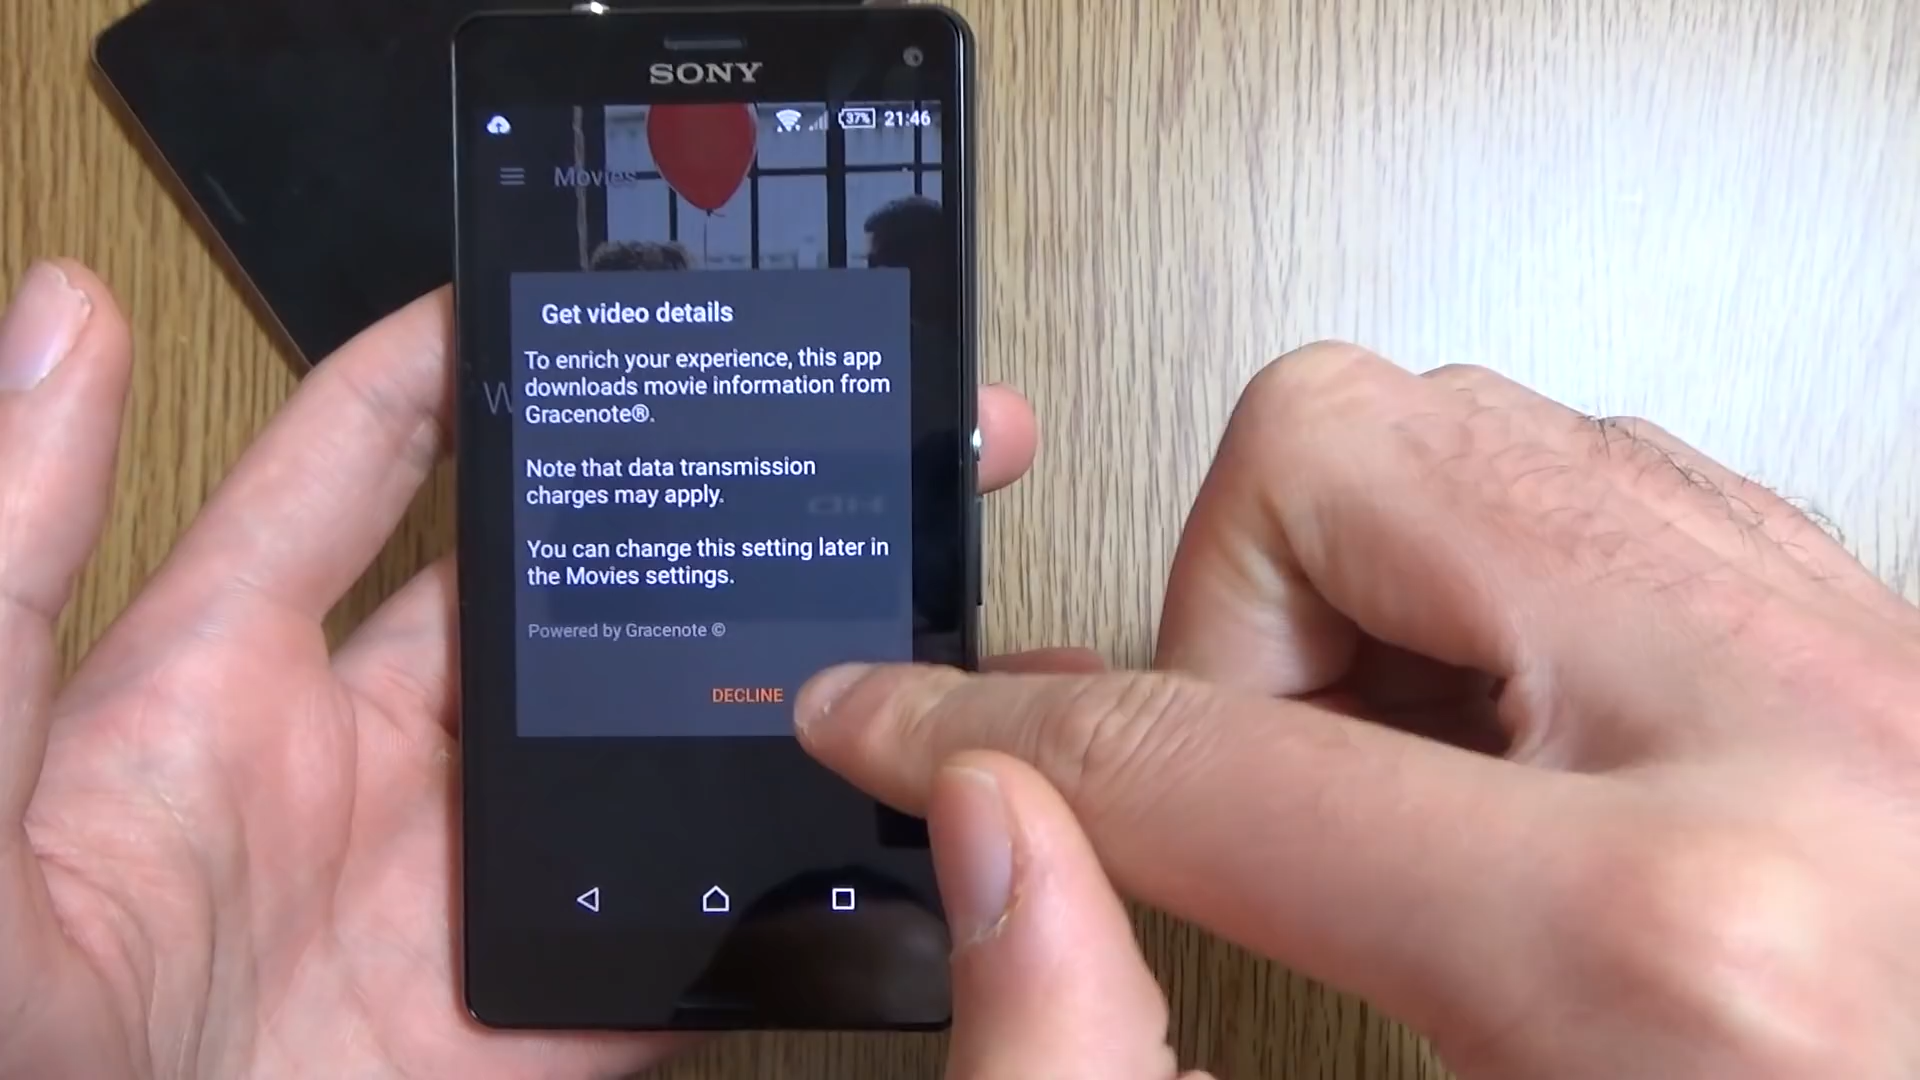 SONY
37% 21:46
Movies
Get video details
To enrich your experience, this app
downloads movie information from
Gracenote®.
Note that data transmission
charges may apply.
You can change this setting later in
the Movies settings.
Powered by Gracenote ©
DECLINE